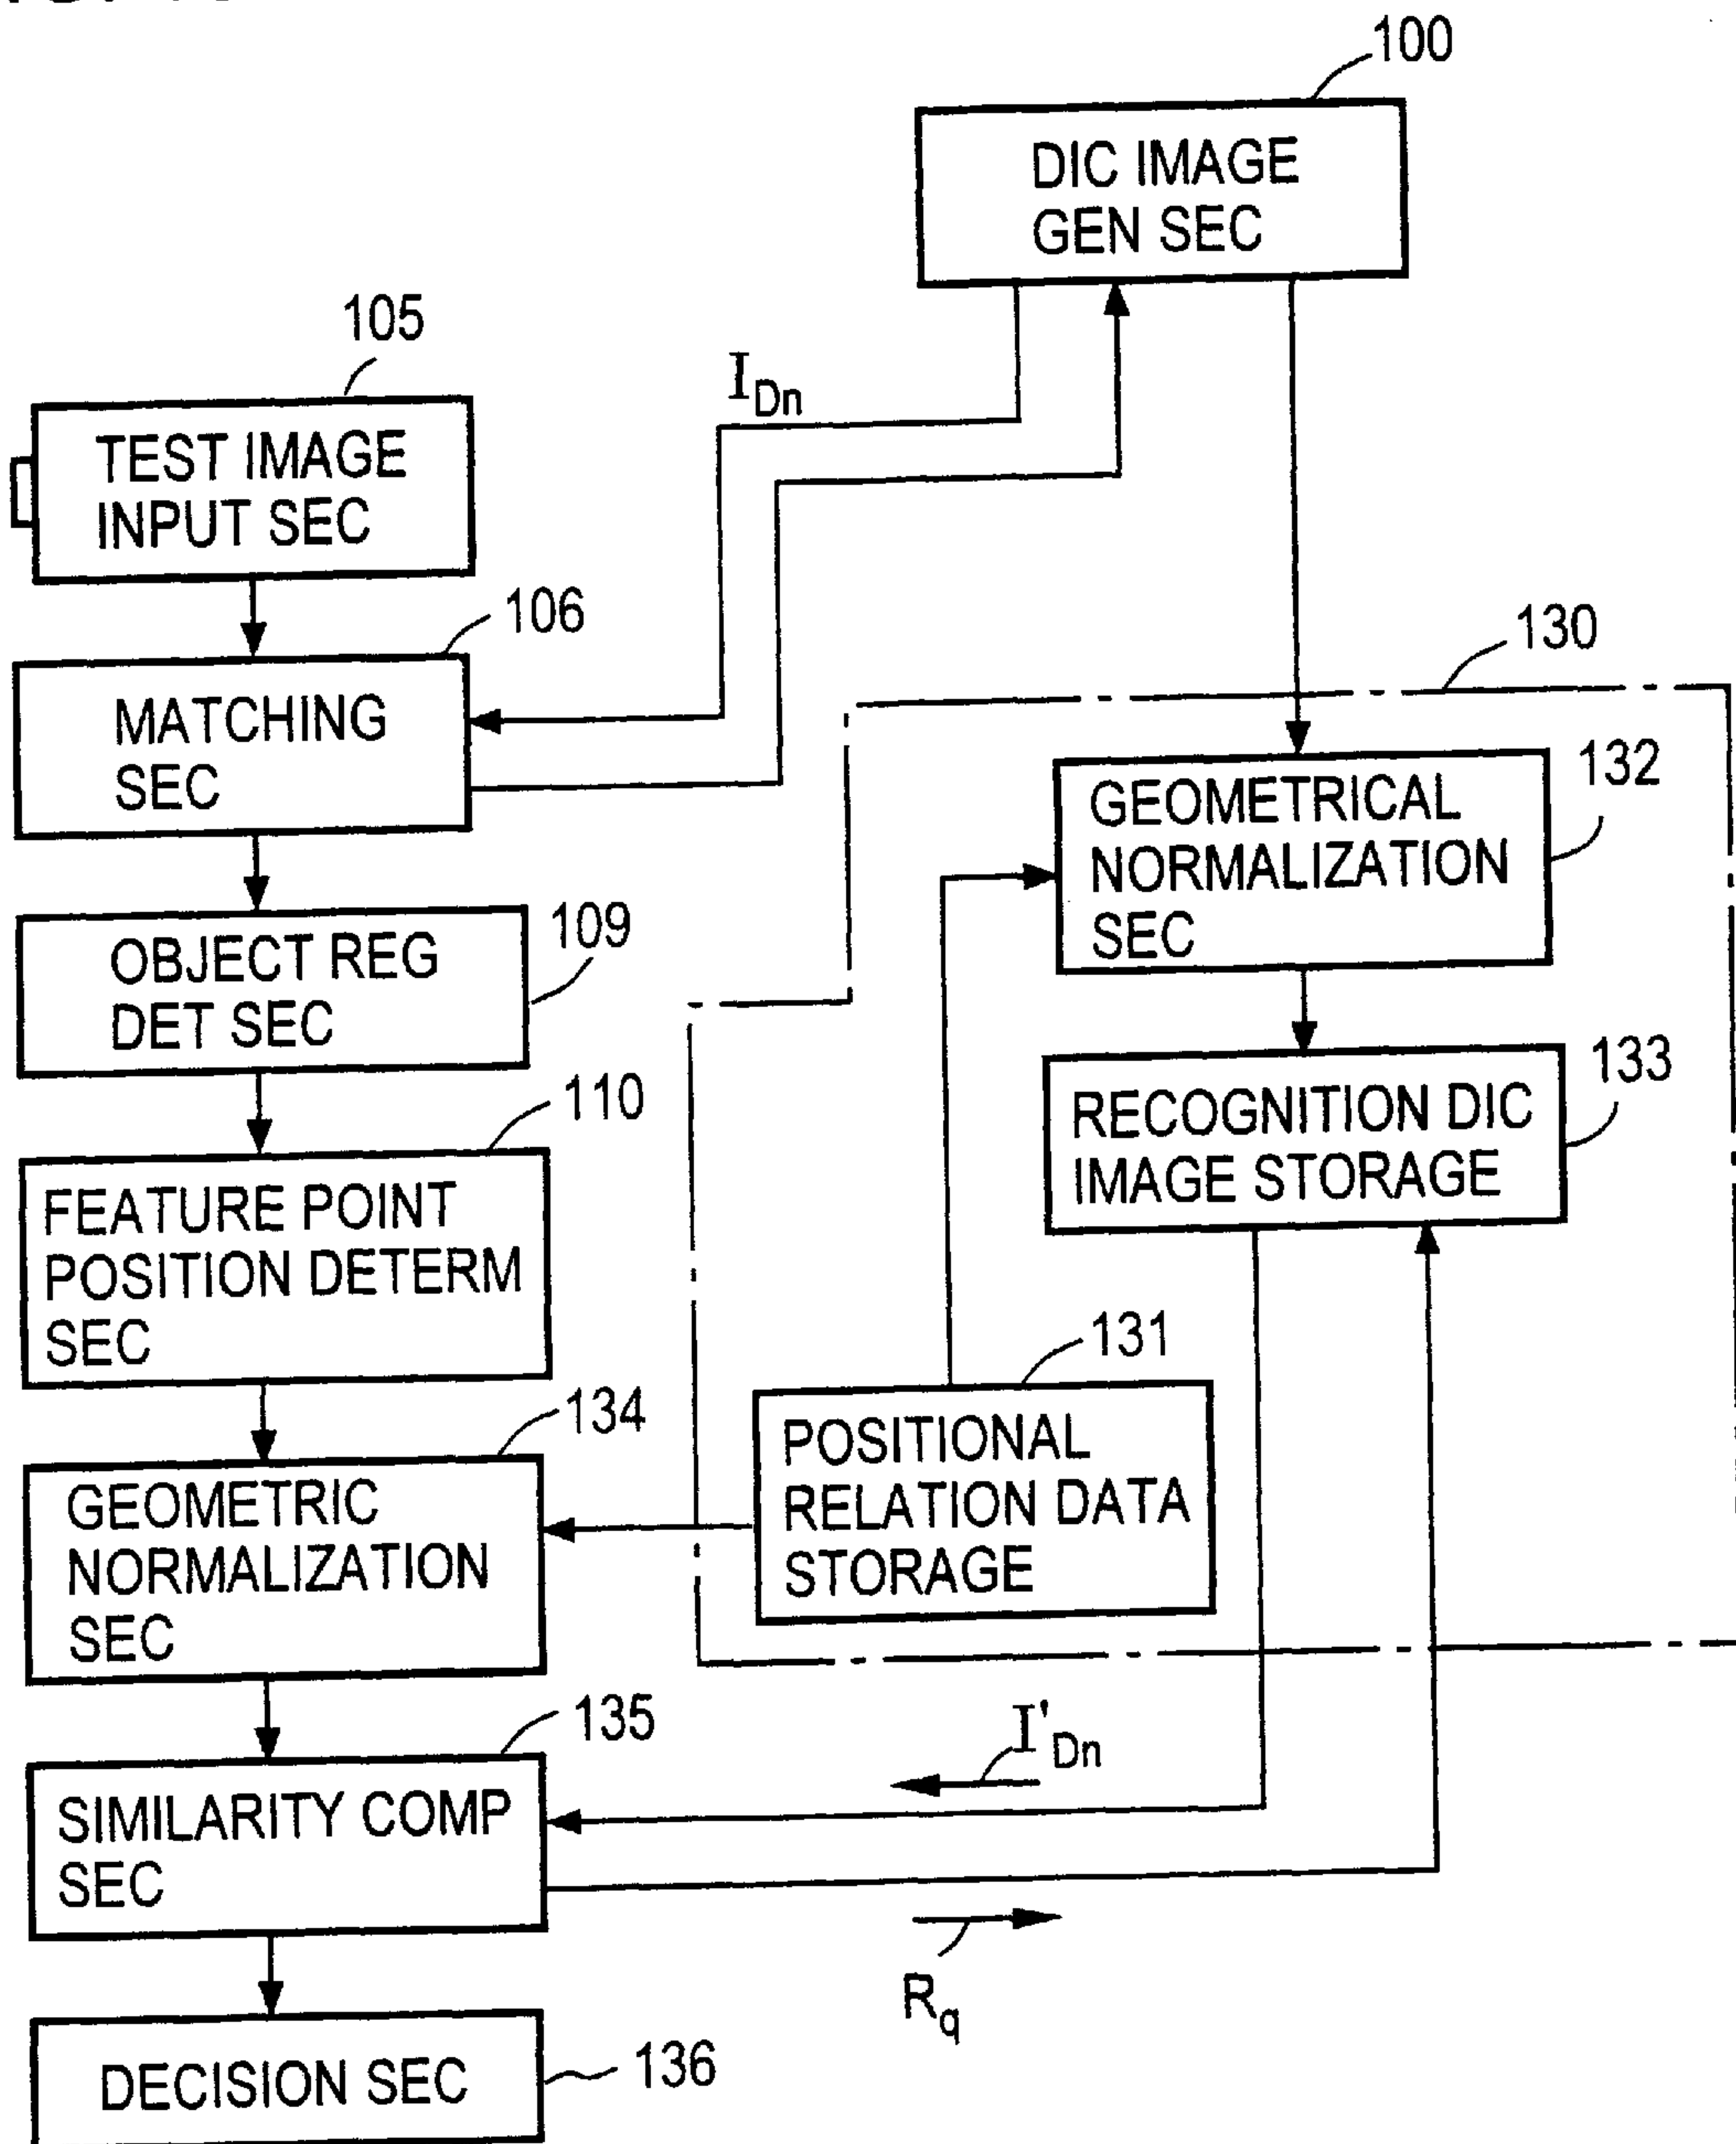 100
DIC IMAGE
GEN SEC
105
I_Dn
TEST IMAGE
INPUT SEC
106
130
MATCHING
SEC
132
GEOMETRICAL
NORMALIZATION
SEC
109
OBJECT REG
DET SEC
133
110
RECOGNITION DIC
IMAGE STORAGE
FEATURE POINT
POSITION DETERM
SEC
131
134
POSITIONAL
RELATION DATA
STORAGE
GEOMETRIC
NORMALIZATION
SEC
135
I'_Dn
SIMILARITY COMP
SEC
R_q
DECISION SEC
136